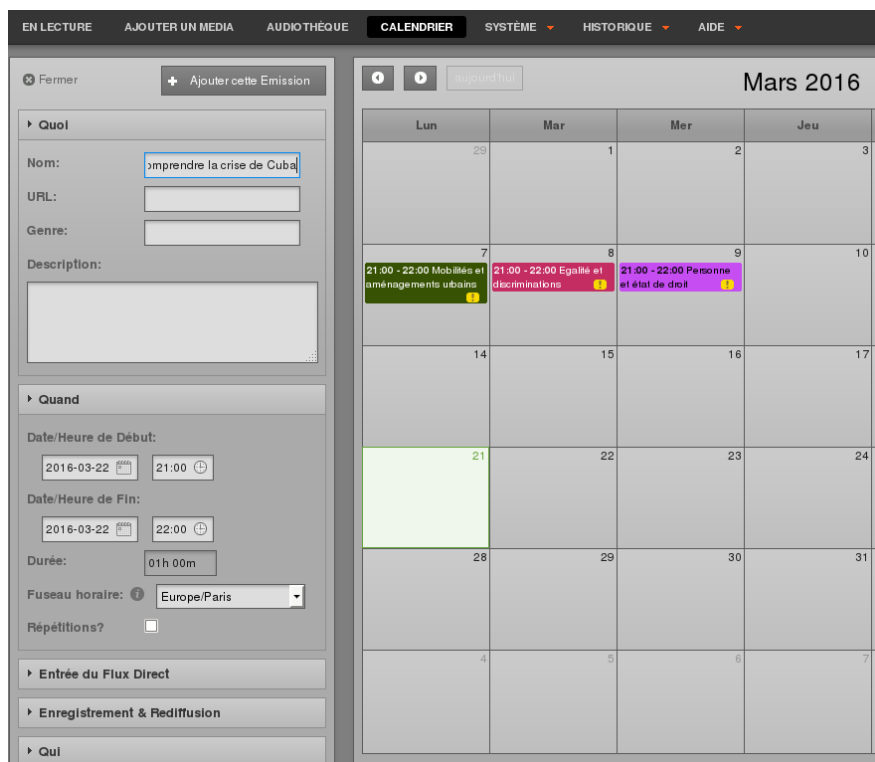 EN LECTURE AJOUTER UN MEDIA AUDIOTHÈQUE CALENDRIER SYSTÈME HISTORIQUE AIDE
Fermer
Ajouter cette Emission
Quoi
Nom: omprendre la crise de Cuba
URL:
Genre:
Description:
Quand
Date/Heure de Début:
2016-03-22 21:00
Date/Heure de Fin:
2016-03-22 22:00
Durée: 01h 00m
Fuseau horaire: Europe/Paris
Répétitions?
Entrée du Flux Direct
Enregistrement & Rediffusion
Qui
aujourd'hui
Mars 2016
Lun Mar Mer Jeu
29 1 2 3
7 8 9 10
21:00 - 22:00 Mobilités et
aménagements urbains
21:00 - 22:00 Egalité et
discriminations
21:00 - 22:00 Personne
et état de droit
14 15 16 17
21 22 23 24
28 29 30 31
4 5 6 7